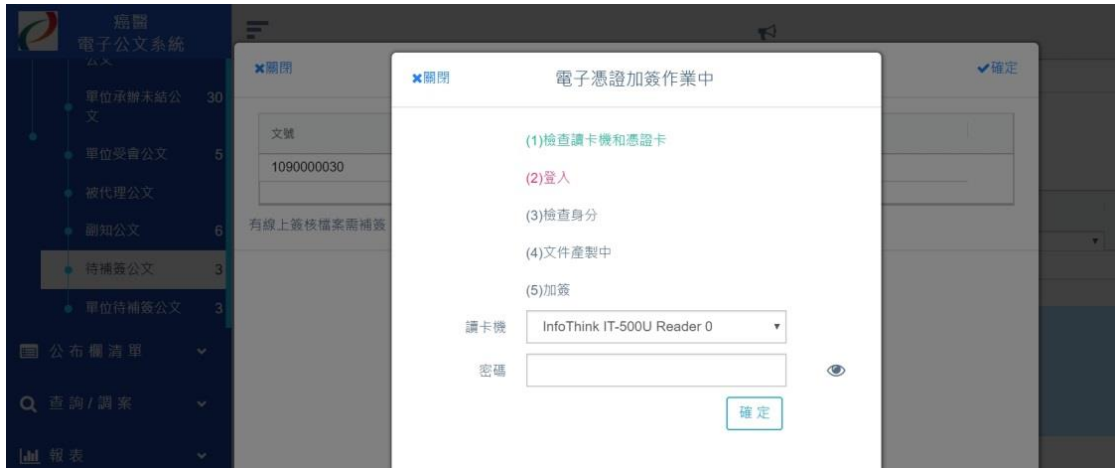 癌醫
電子公文系統
公文
單位承辦未結公文 30
單位受會公文 5
被代理公文
副知公文 6
待補簽公文 3
單位待補簽公文 3
公布欄清單
查詢/調案
報表
✖關閉
✔確定
文號
1090000030
有線上簽核檔案需補簽
✖關閉
電子憑證加簽作業中
(1)檢查讀卡機和憑證卡
(2)登入
(3)檢查身分
(4)文件產製中
(5)加簽
讀卡機 InfoThink IT-500U Reader 0
密碼
確定